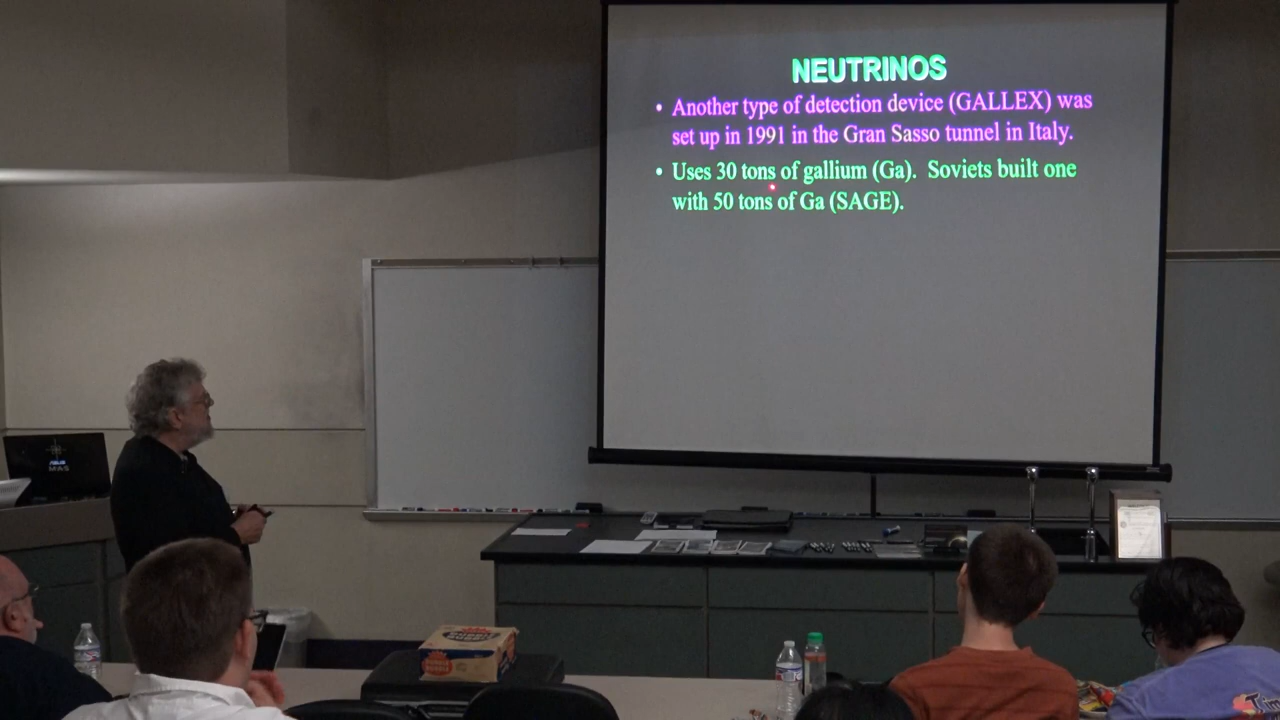 NEUTRINOS
• Another type of detection device (GALLEX) was
set up in 1991 in the Gran Sasso tunnel in Italy.
• Uses 30 tons of gallium (Ga).  Soviets built one
with 50 tons of Ga (SAGE).
ASUS